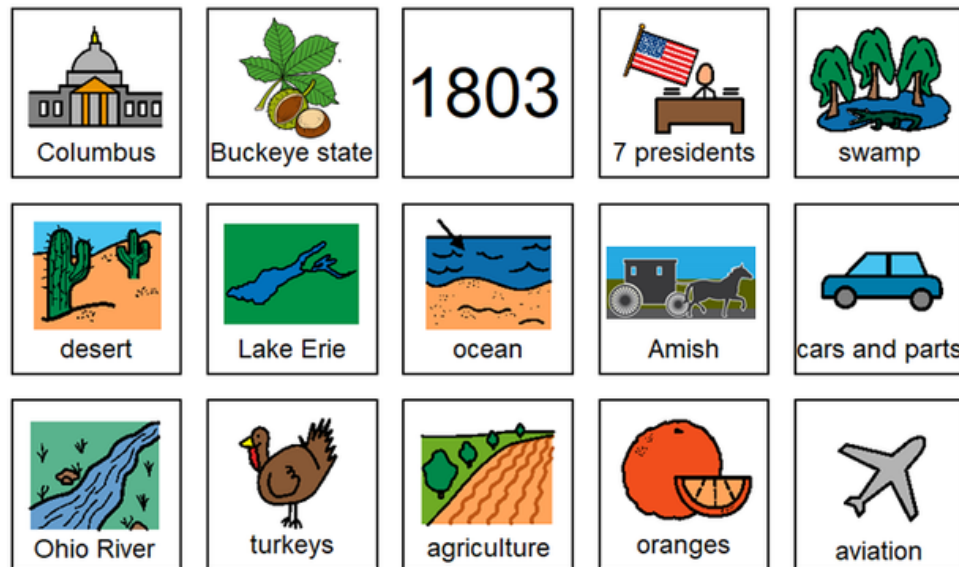 Columbus
Buckeye state
1803
7 presidents
swamp
desert
Lake Erie
ocean
Amish
cars and parts
Ohio River
turkeys
agriculture
oranges
aviation